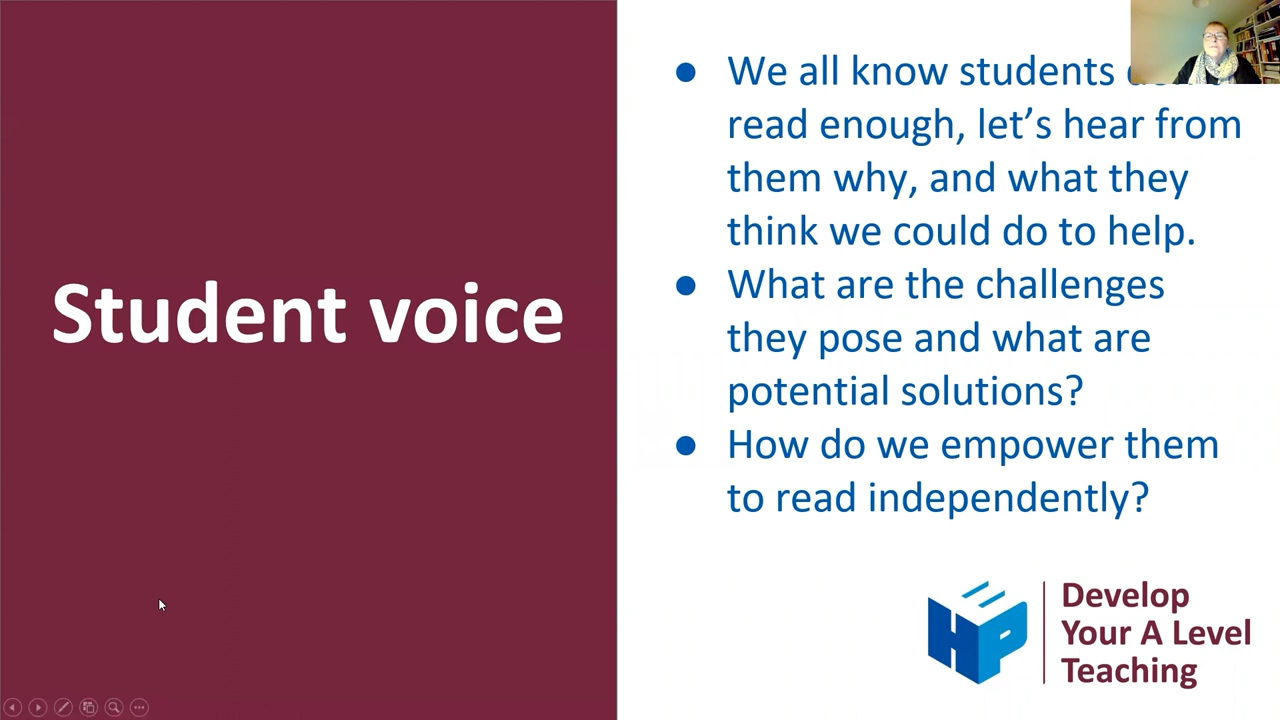 Student voice
● We all know students
read enough, let’s hear from
them why, and what they
think we could do to help.
● What are the challenges
they pose and what are
potential solutions?
● How do we empower them
to read independently?
HEP
Develop
Your A Level
Teaching